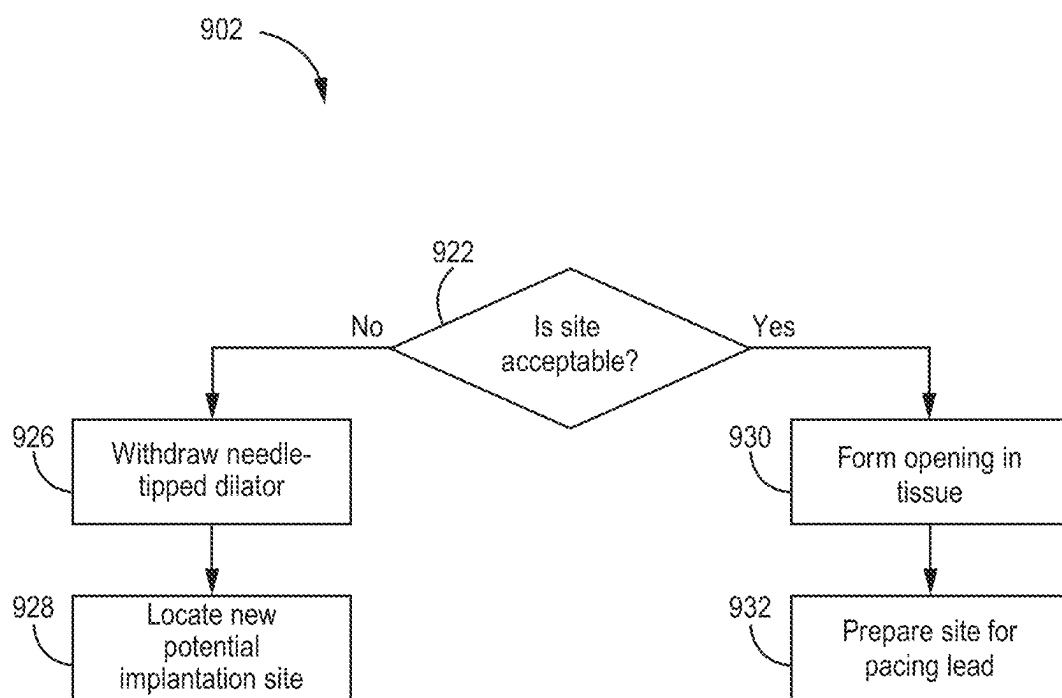 902
922
No
Is site
acceptable?
Yes
926
Withdraw needle-
tipped dilator
930
Form opening in
tissue
928
Locate new
potential
implantation site
932
Prepare site for
pacing lead